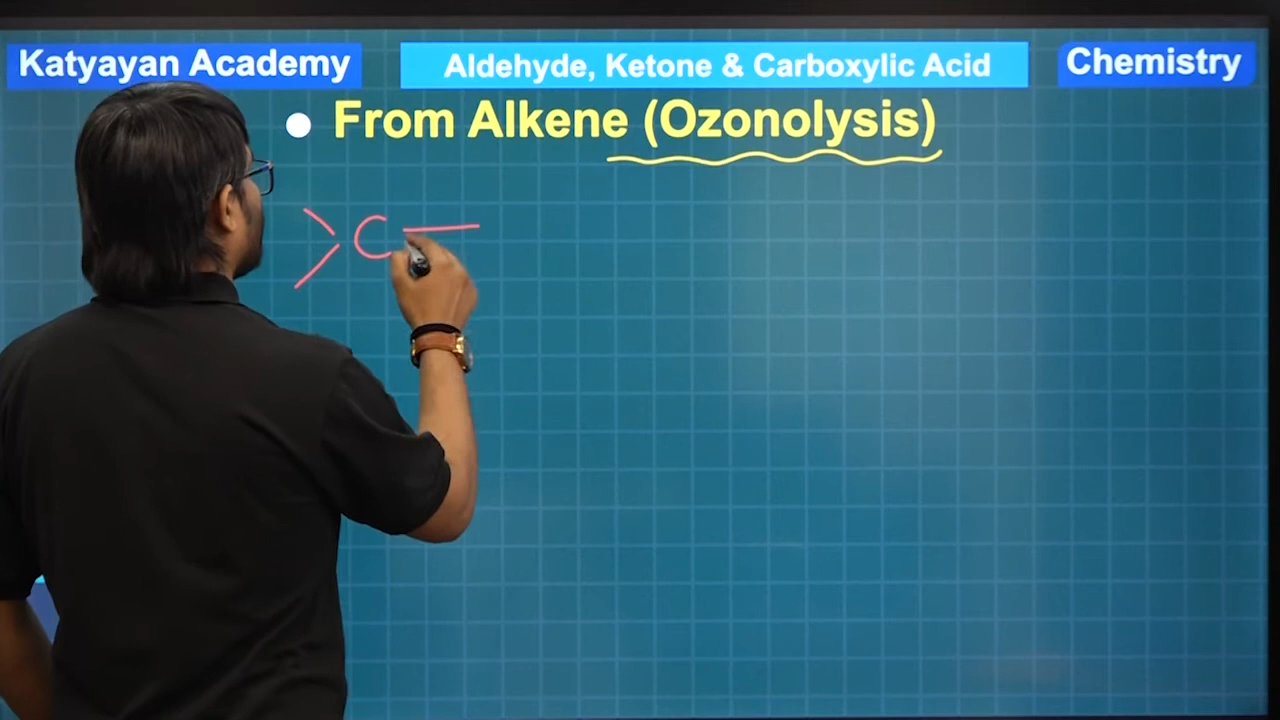 Katyayan Academy
Aldehyde, Ketone & Carboxylic Acid
Chemistry
From Alkene (Ozonolysis)
C